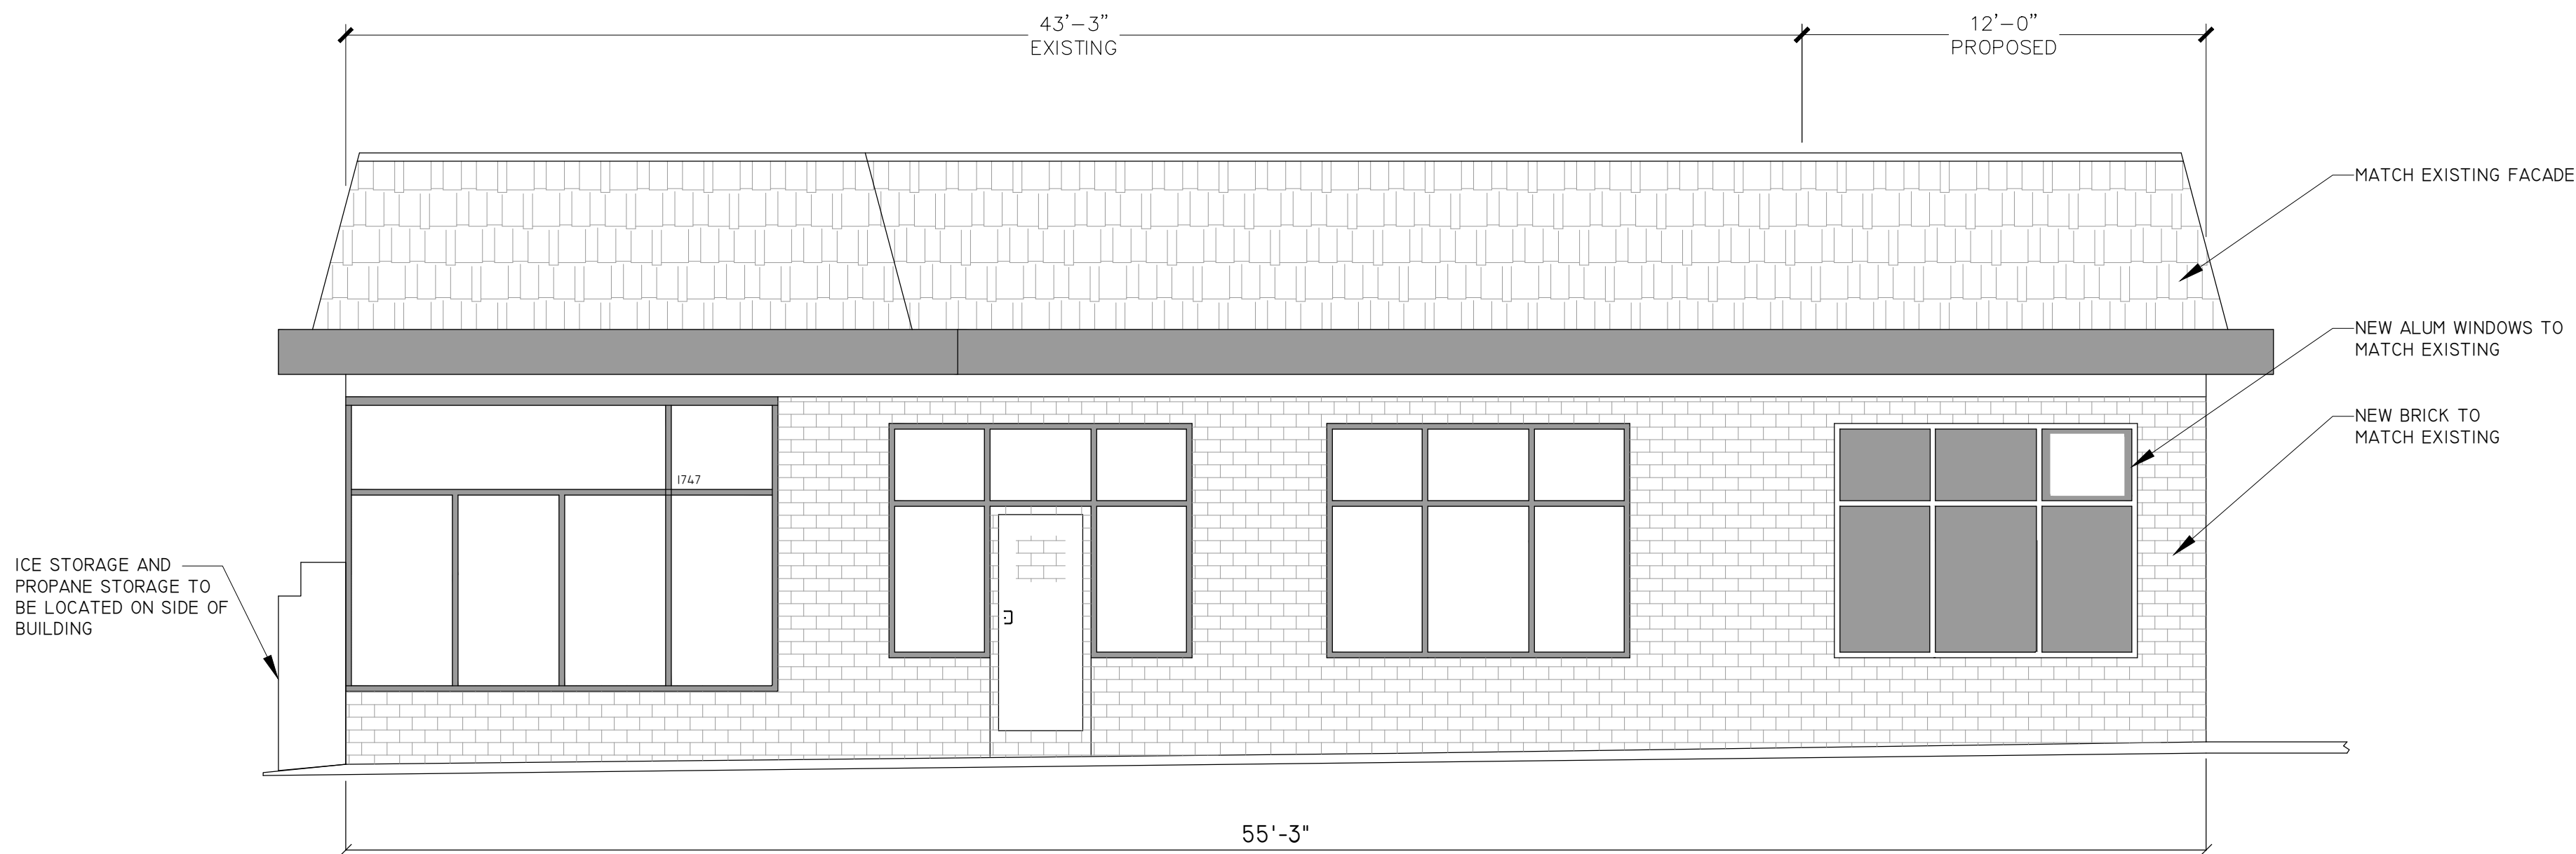 43'-3"
EXISTING
12'-0"
PROPOSED
MATCH EXISTING FACADE
NEW ALUM WINDOWS TO
MATCH EXISTING
NEW BRICK TO
MATCH EXISTING
1747
ICE STORAGE AND
PROPANE STORAGE TO
BE LOCATED ON SIDE OF
BUILDING
55'-3"